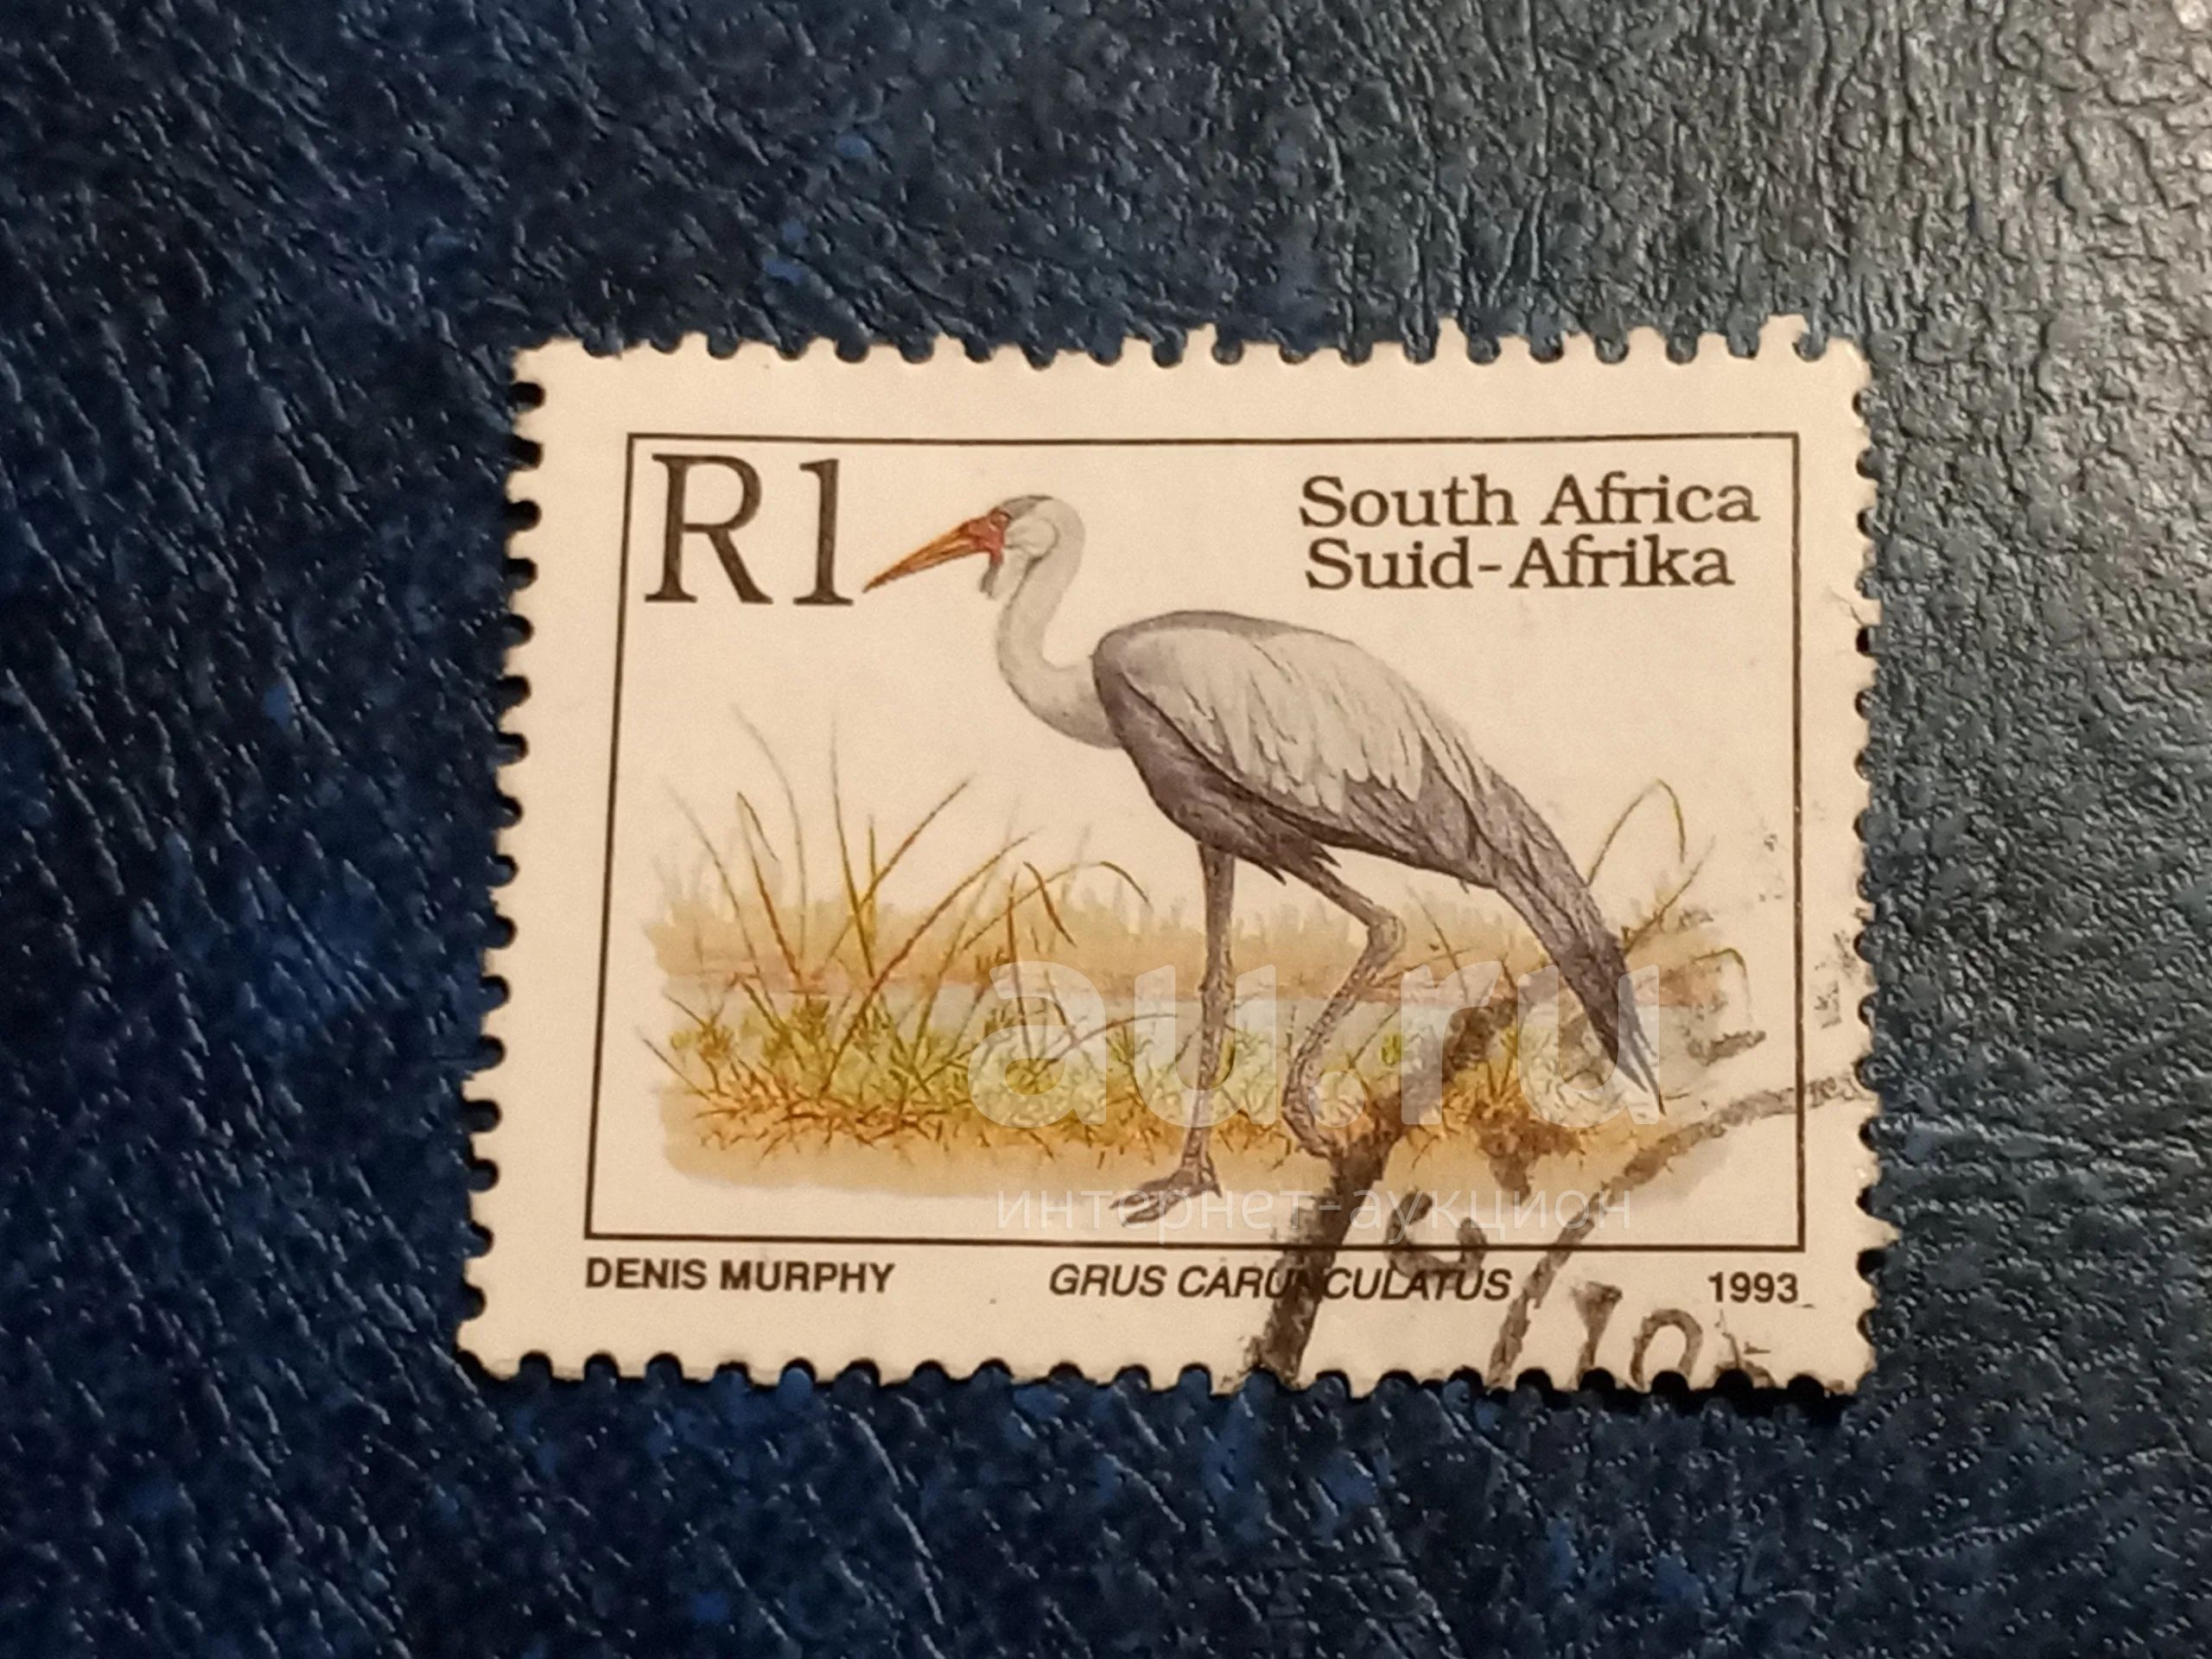 R1
South Africa
Suid-Afrika
au.ru
интернет-аукцион
DENIS MURPHY
GRUS CARUNCULATUS
1993